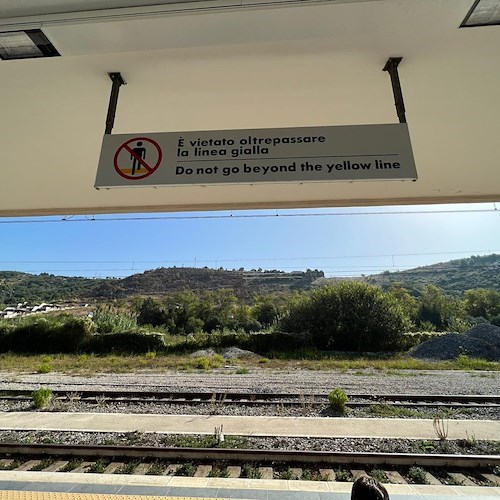 È vietato oltrepassare
la linea gialla
Do not go beyond the yellow line